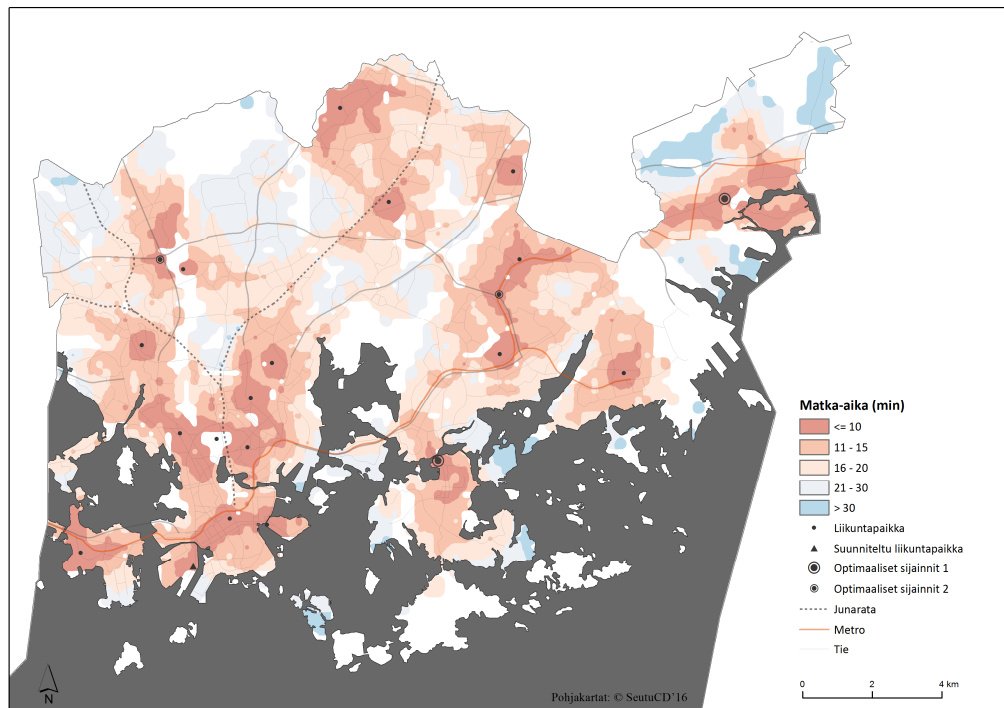 Matka-aika (min)
<= 10
11 - 15
16 - 20
21 - 30
> 30
Liikuntapaikka
Suunniteltu liikuntapaikka
Optimaaliset sijainnit 1
Optimaaliset sijainnit 2
Junarata
Metro
Tie
N
Pohjakartat: © SeutuCD'16
0 2 4 km